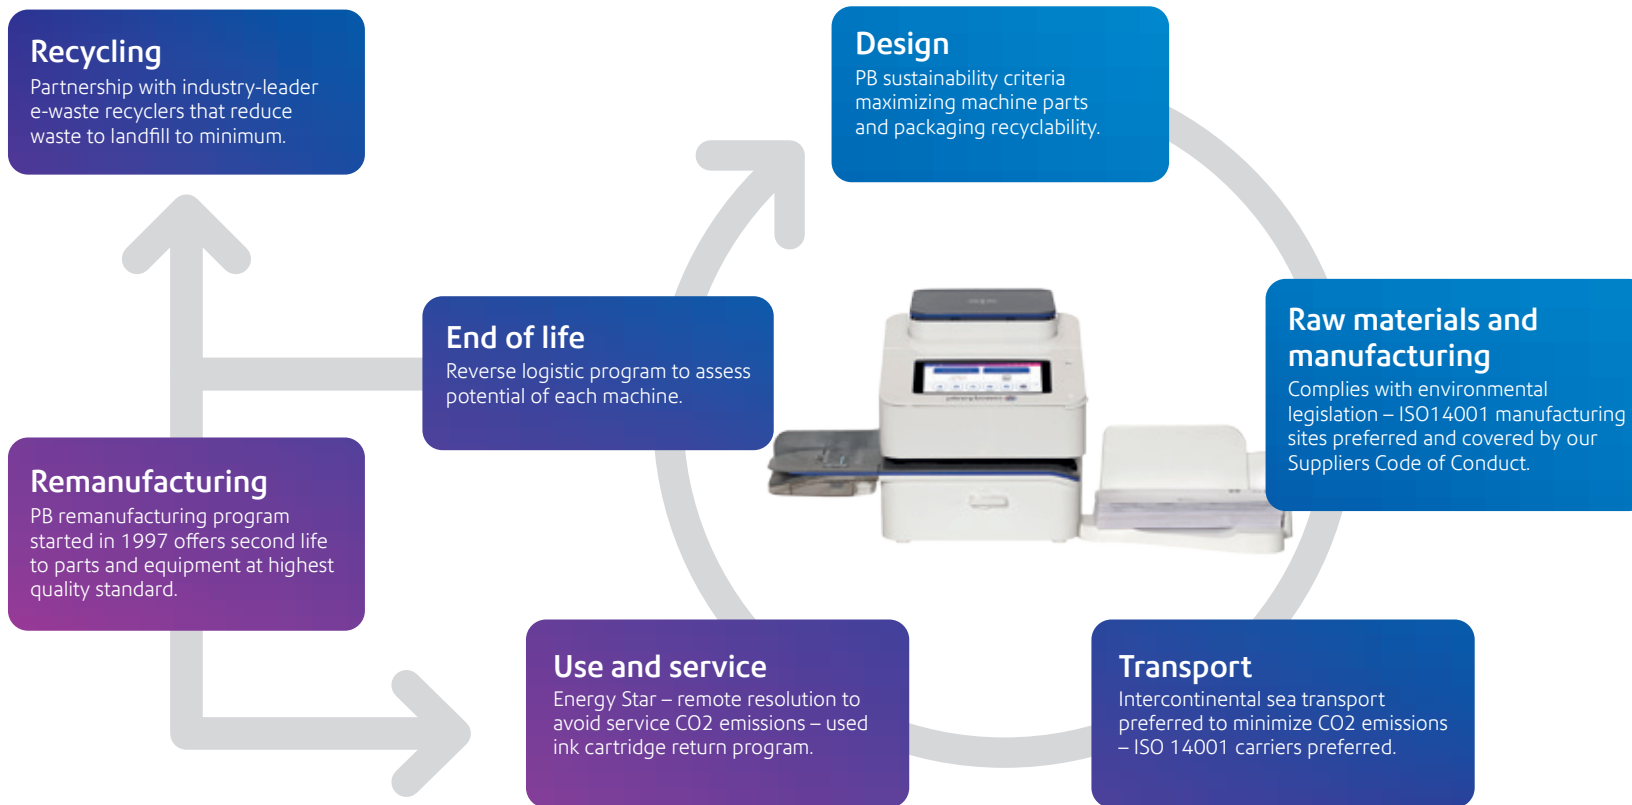 Recycling
Partnership with industry-leader
e-waste recyclers that reduce
waste to landfill to minimum.
Design
PB sustainability criteria
maximizing machine parts
and packaging recyclability.
End of life
Reverse logistic program to assess
potential of each machine.
Raw materials and
manufacturing
Complies with environmental
legislation – ISO14001 manufacturing
sites preferred and covered by our
Suppliers Code of Conduct.
Remanufacturing
PB remanufacturing program
started in 1997 offers second life
to parts and equipment at highest
quality standard.
Use and service
Energy Star – remote resolution to
avoid service CO2 emissions – used
ink cartridge return program.
Transport
Intercontinental sea transport
preferred to minimize CO2 emissions
– ISO 14001 carriers preferred.